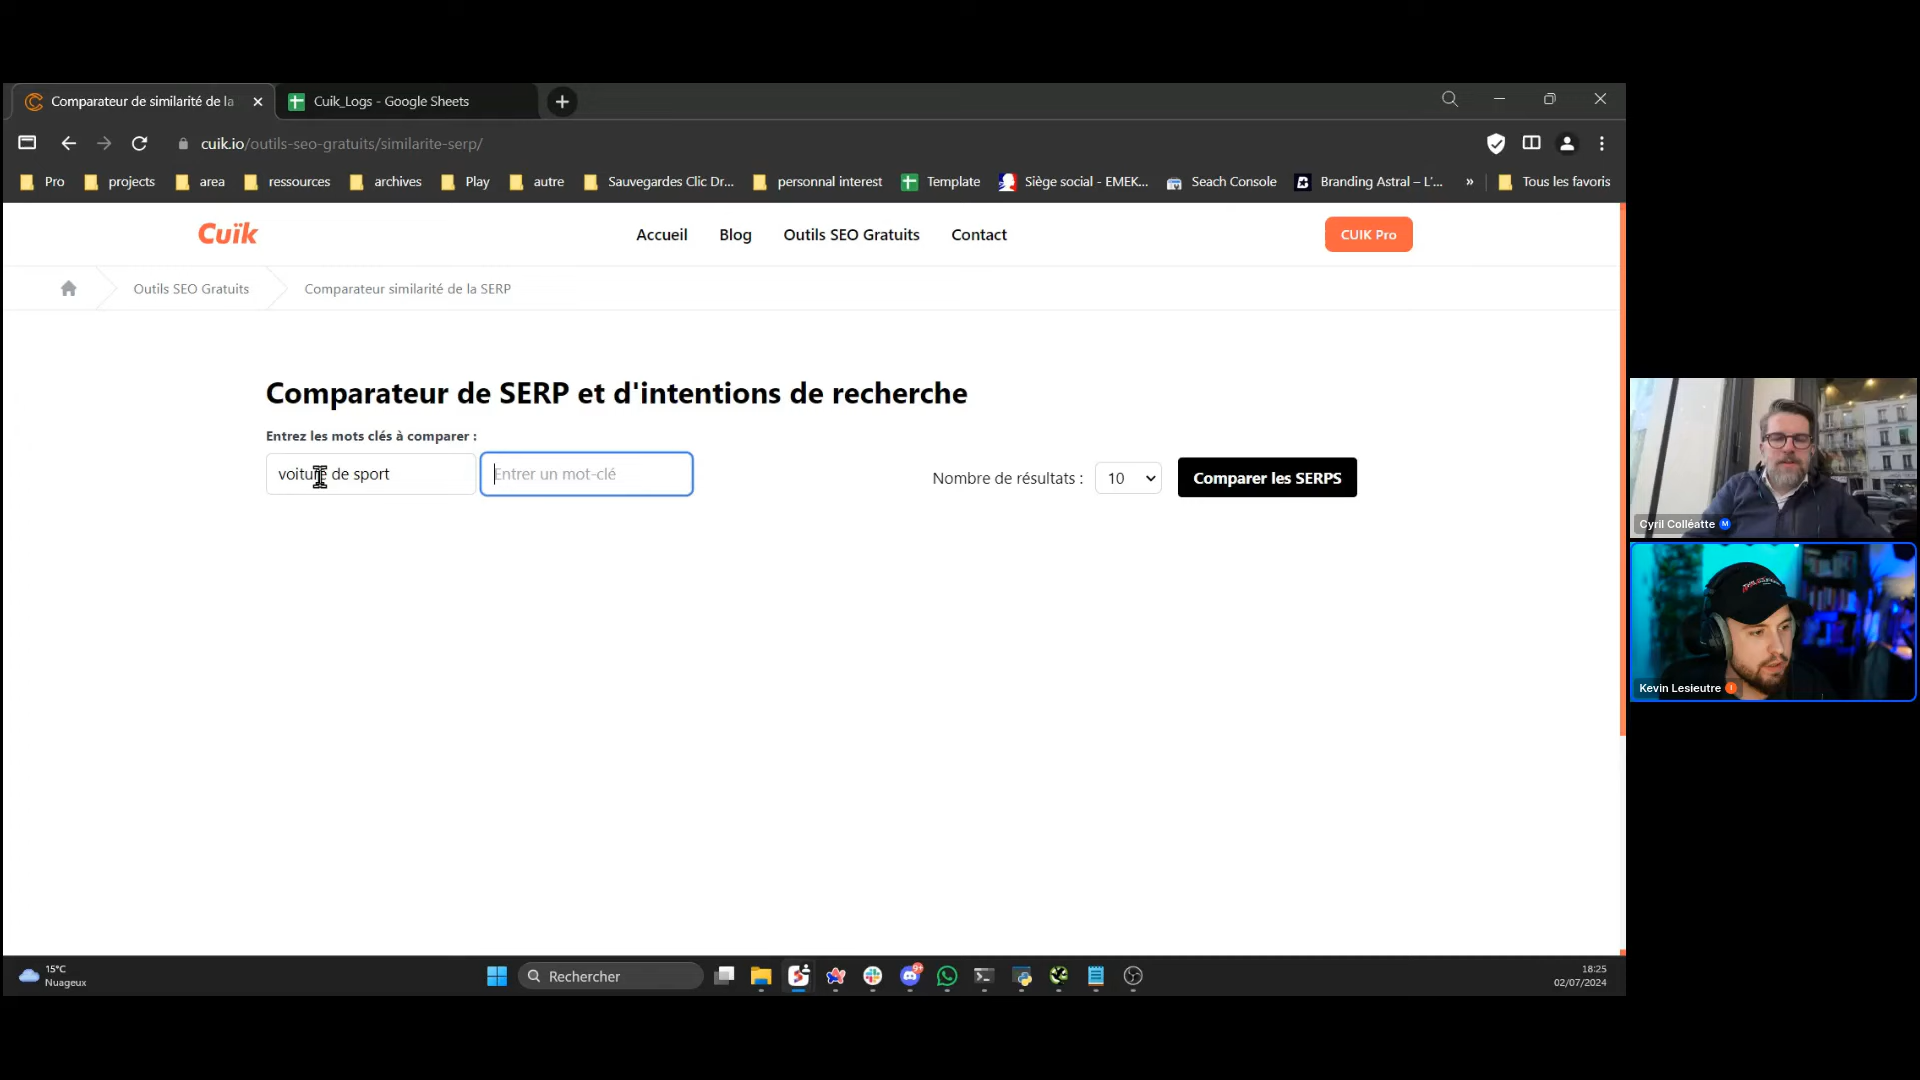 Comparateur de similarité de la
Cuik_Logs - Google Sheets
cuik.io/outils-seo-gratuits/similarite-serp/
Pro
projects
area
ressources
archives
Play
autre
Sauvegardes Clic Dr...
personnal interest
Template
Siège social - EMEK...
Seach Console
Branding Astral – L'...
»
Tous les favoris
Cuïk
Accueil
Blog
Outils SEO Gratuits
Contact
CUIK Pro
Outils SEO Gratuits
Comparateur similarité de la SERP
Comparateur de SERP et d'intentions de recherche
Entrez les mots clés à comparer :
voiture de sport
Entrer un mot-clé
Nombre de résultats :
10
Comparer les SERPS
Cyril Colléatte
M
Kevin Lesieutre
15°C
Nuageux
Rechercher
9+
18:25
02/07/2024